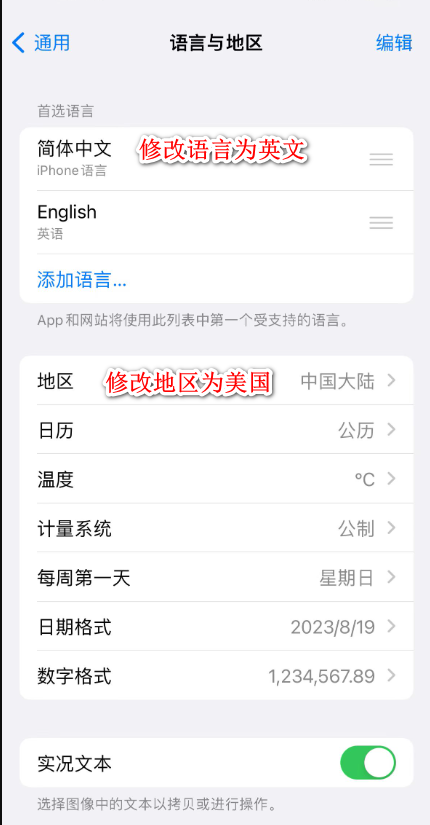 通用 语言与地区 编辑
首选语言
简体中文 修改语言为英文
iPhone 语言
English
英语
添加语言...
App 和网站将使用此列表中第一个受支持的语言。
地区 修改地区为美国 中国大陆
日历 公历
温度 °C
计量系统 公制
每周第一天 星期日
日期格式 2023/8/19
数字格式 1,234,567.89
实况文本
选择图像中的文本以拷贝或进行操作。